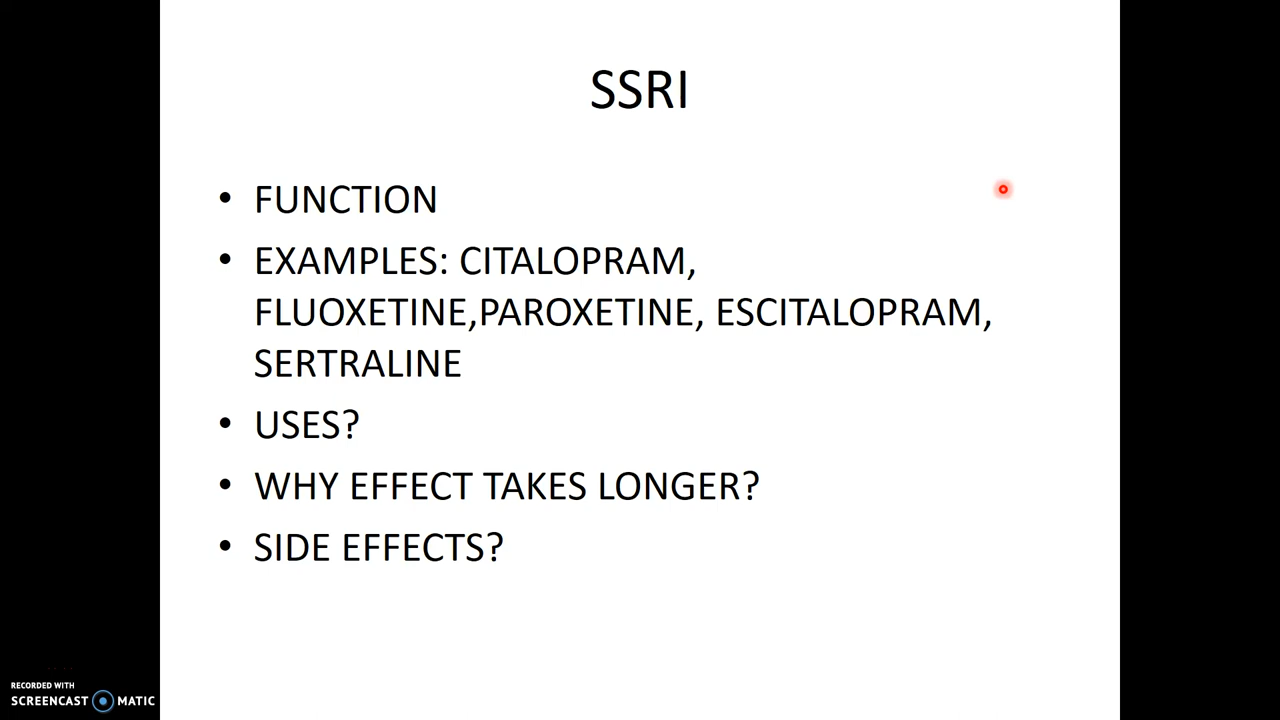 SSRI
• FUNCTION
• EXAMPLES: CITALOPRAM,
FLUOXETINE,PAROXETINE, ESCITALOPRAM,
SERTRALINE
• USES?
• WHY EFFECT TAKES LONGER?
• SIDE EFFECTS?
RECORDED WITH
SCREENCAST MATIC